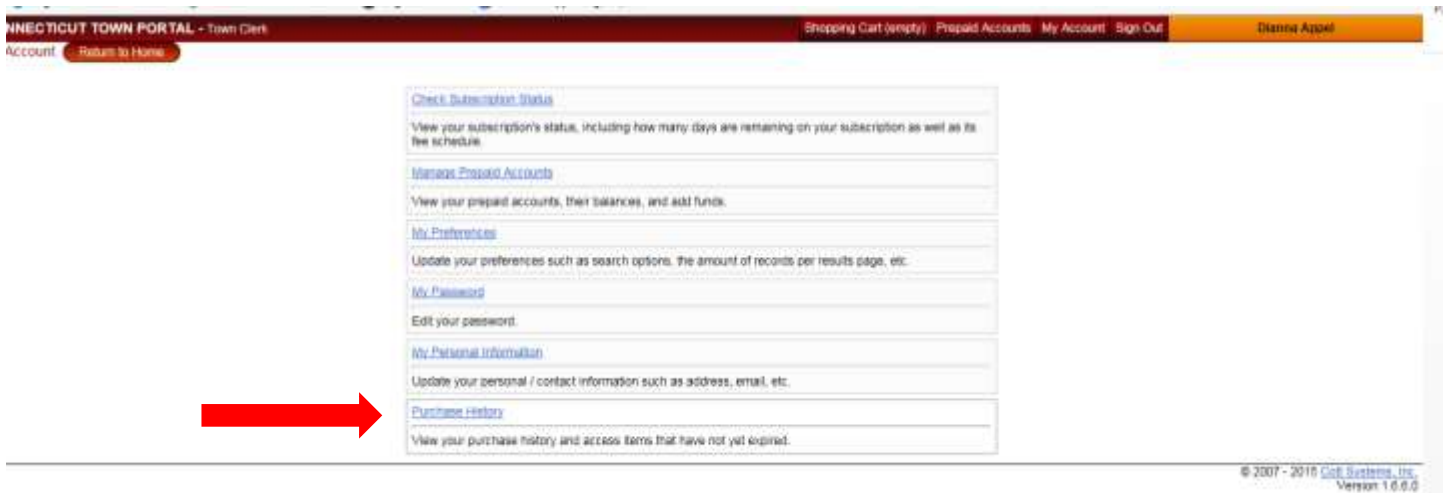 NNECTICUT TOWN PORTAL - Town Clerk
Shopping Cart (empty) Prepaid Accounts My Account Sign Out
Dianna Appel
Account Return to Home
Check Subscription Status
View your subscription's status, including how many days are remaining on your subscription as well as its
fee schedule.
Manage Prepaid Accounts
View your prepaid accounts, their balances, and add funds.
My Preferences
Update your preferences such as search options, the amount of records per results page, etc.
My Password
Edit your password.
My Personal Information
Update your personal / contact information such as address, email, etc.
Purchase History
View your purchase history and access items that have not yet expired.
Cott Systems, Inc.
Version 1.6.6.0